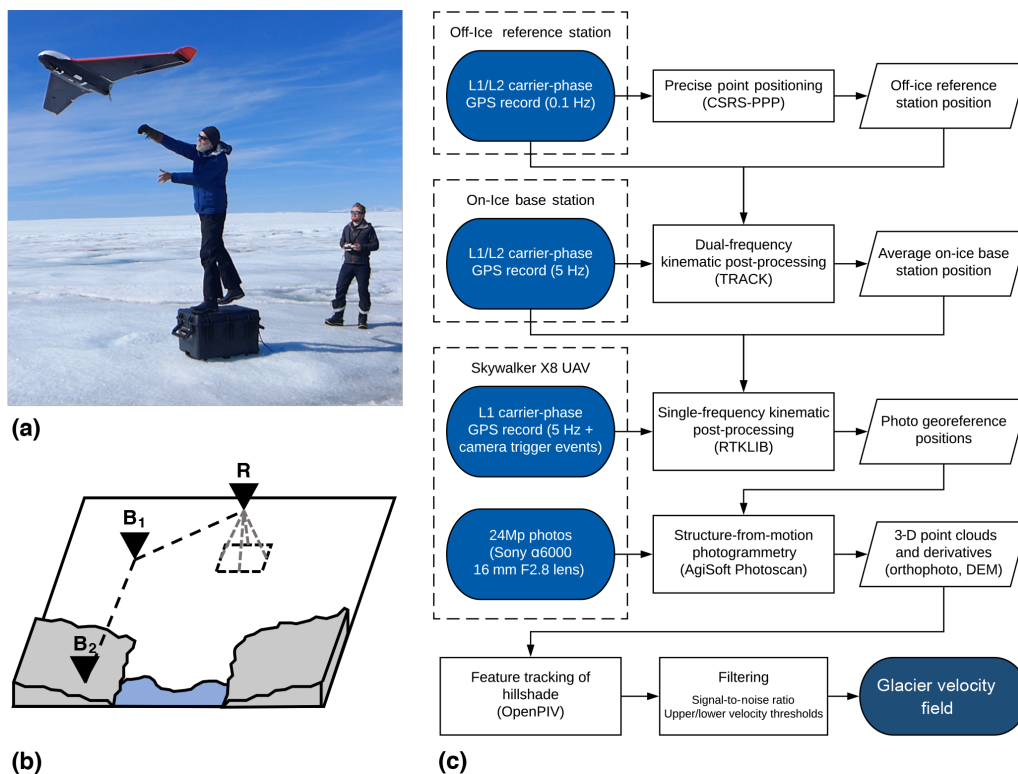 (a)
R
B1
B2
(b)
Off-Ice reference station
L1/L2 carrier-phase
GPS record (0.1 Hz)
Precise point positioning
(CSRS-PPP)
Off-ice reference
station position
On-Ice base station
L1/L2 carrier-phase
GPS record (5 Hz)
Dual-frequency
kinematic post-processing
(TRACK)
Average on-ice base
station position
Skywalker X8 UAV
L1 carrier-phase
GPS record (5 Hz +
camera trigger events)
Single-frequency kinematic
post-processing
(RTKLIB)
Photo georeference
positions
24Mp photos
(Sony α6000
16 mm F2.8 lens)
Structure-from-motion
photogrammetry
(AgiSoft Photoscan)
3-D point clouds
and derivatives
(orthophoto, DEM)
Feature tracking of
hillshade
(OpenPIV)
Filtering
Signal-to-noise ratio
Upper/lower velocity thresholds
Glacier velocity
field
(c)